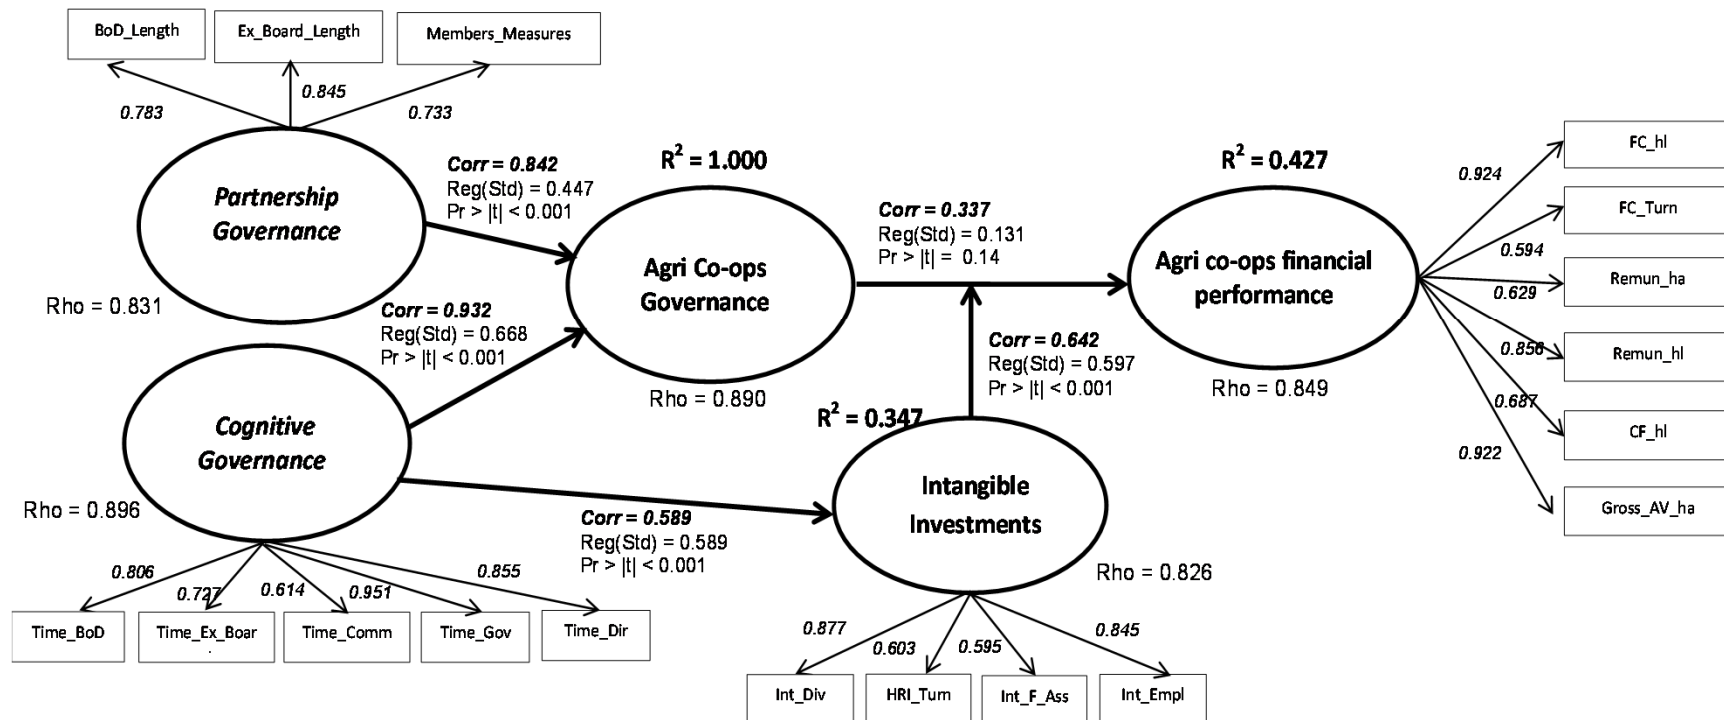 BoD_Length
Ex_Board_Length
Members_Measures
0.783
0.845
0.733
Partnership
Governance
Rho = 0.831
Corr = 0.842
Reg(Std) = 0.447
Pr > |t| < 0.001
R² = 1.000
Agri Co-ops
Governance
Rho = 0.890
Corr = 0.932
Reg(Std) = 0.668
Pr > |t| < 0.001
Cognitive
Governance
Rho = 0.896
0.806
0.727
0.614
0.951
0.855
Time_BoD
Time_Ex_Boar
.
Time_Comm
Time_Gov
Time_Dir
Corr = 0.589
Reg(Std) = 0.589
Pr > |t| < 0.001
Corr = 0.337
Reg(Std) = 0.131
Pr > |t| = 0.14
Corr = 0.642
Reg(Std) = 0.597
Pr > |t| < 0.001
R² = 0.347
Intangible
Investments
Rho = 0.826
0.877
0.603
0.595
0.845
Int_Div
HRI_Turn
Int_F_Ass
Int_Empl
R² = 0.427
Agri co-ops financial
performance
Rho = 0.849
0.924
0.594
0.629
0.856
0.687
0.922
FC_hl
FC_Turn
Remun_ha
Remun_hl
CF_hl
Gross_AV_ha